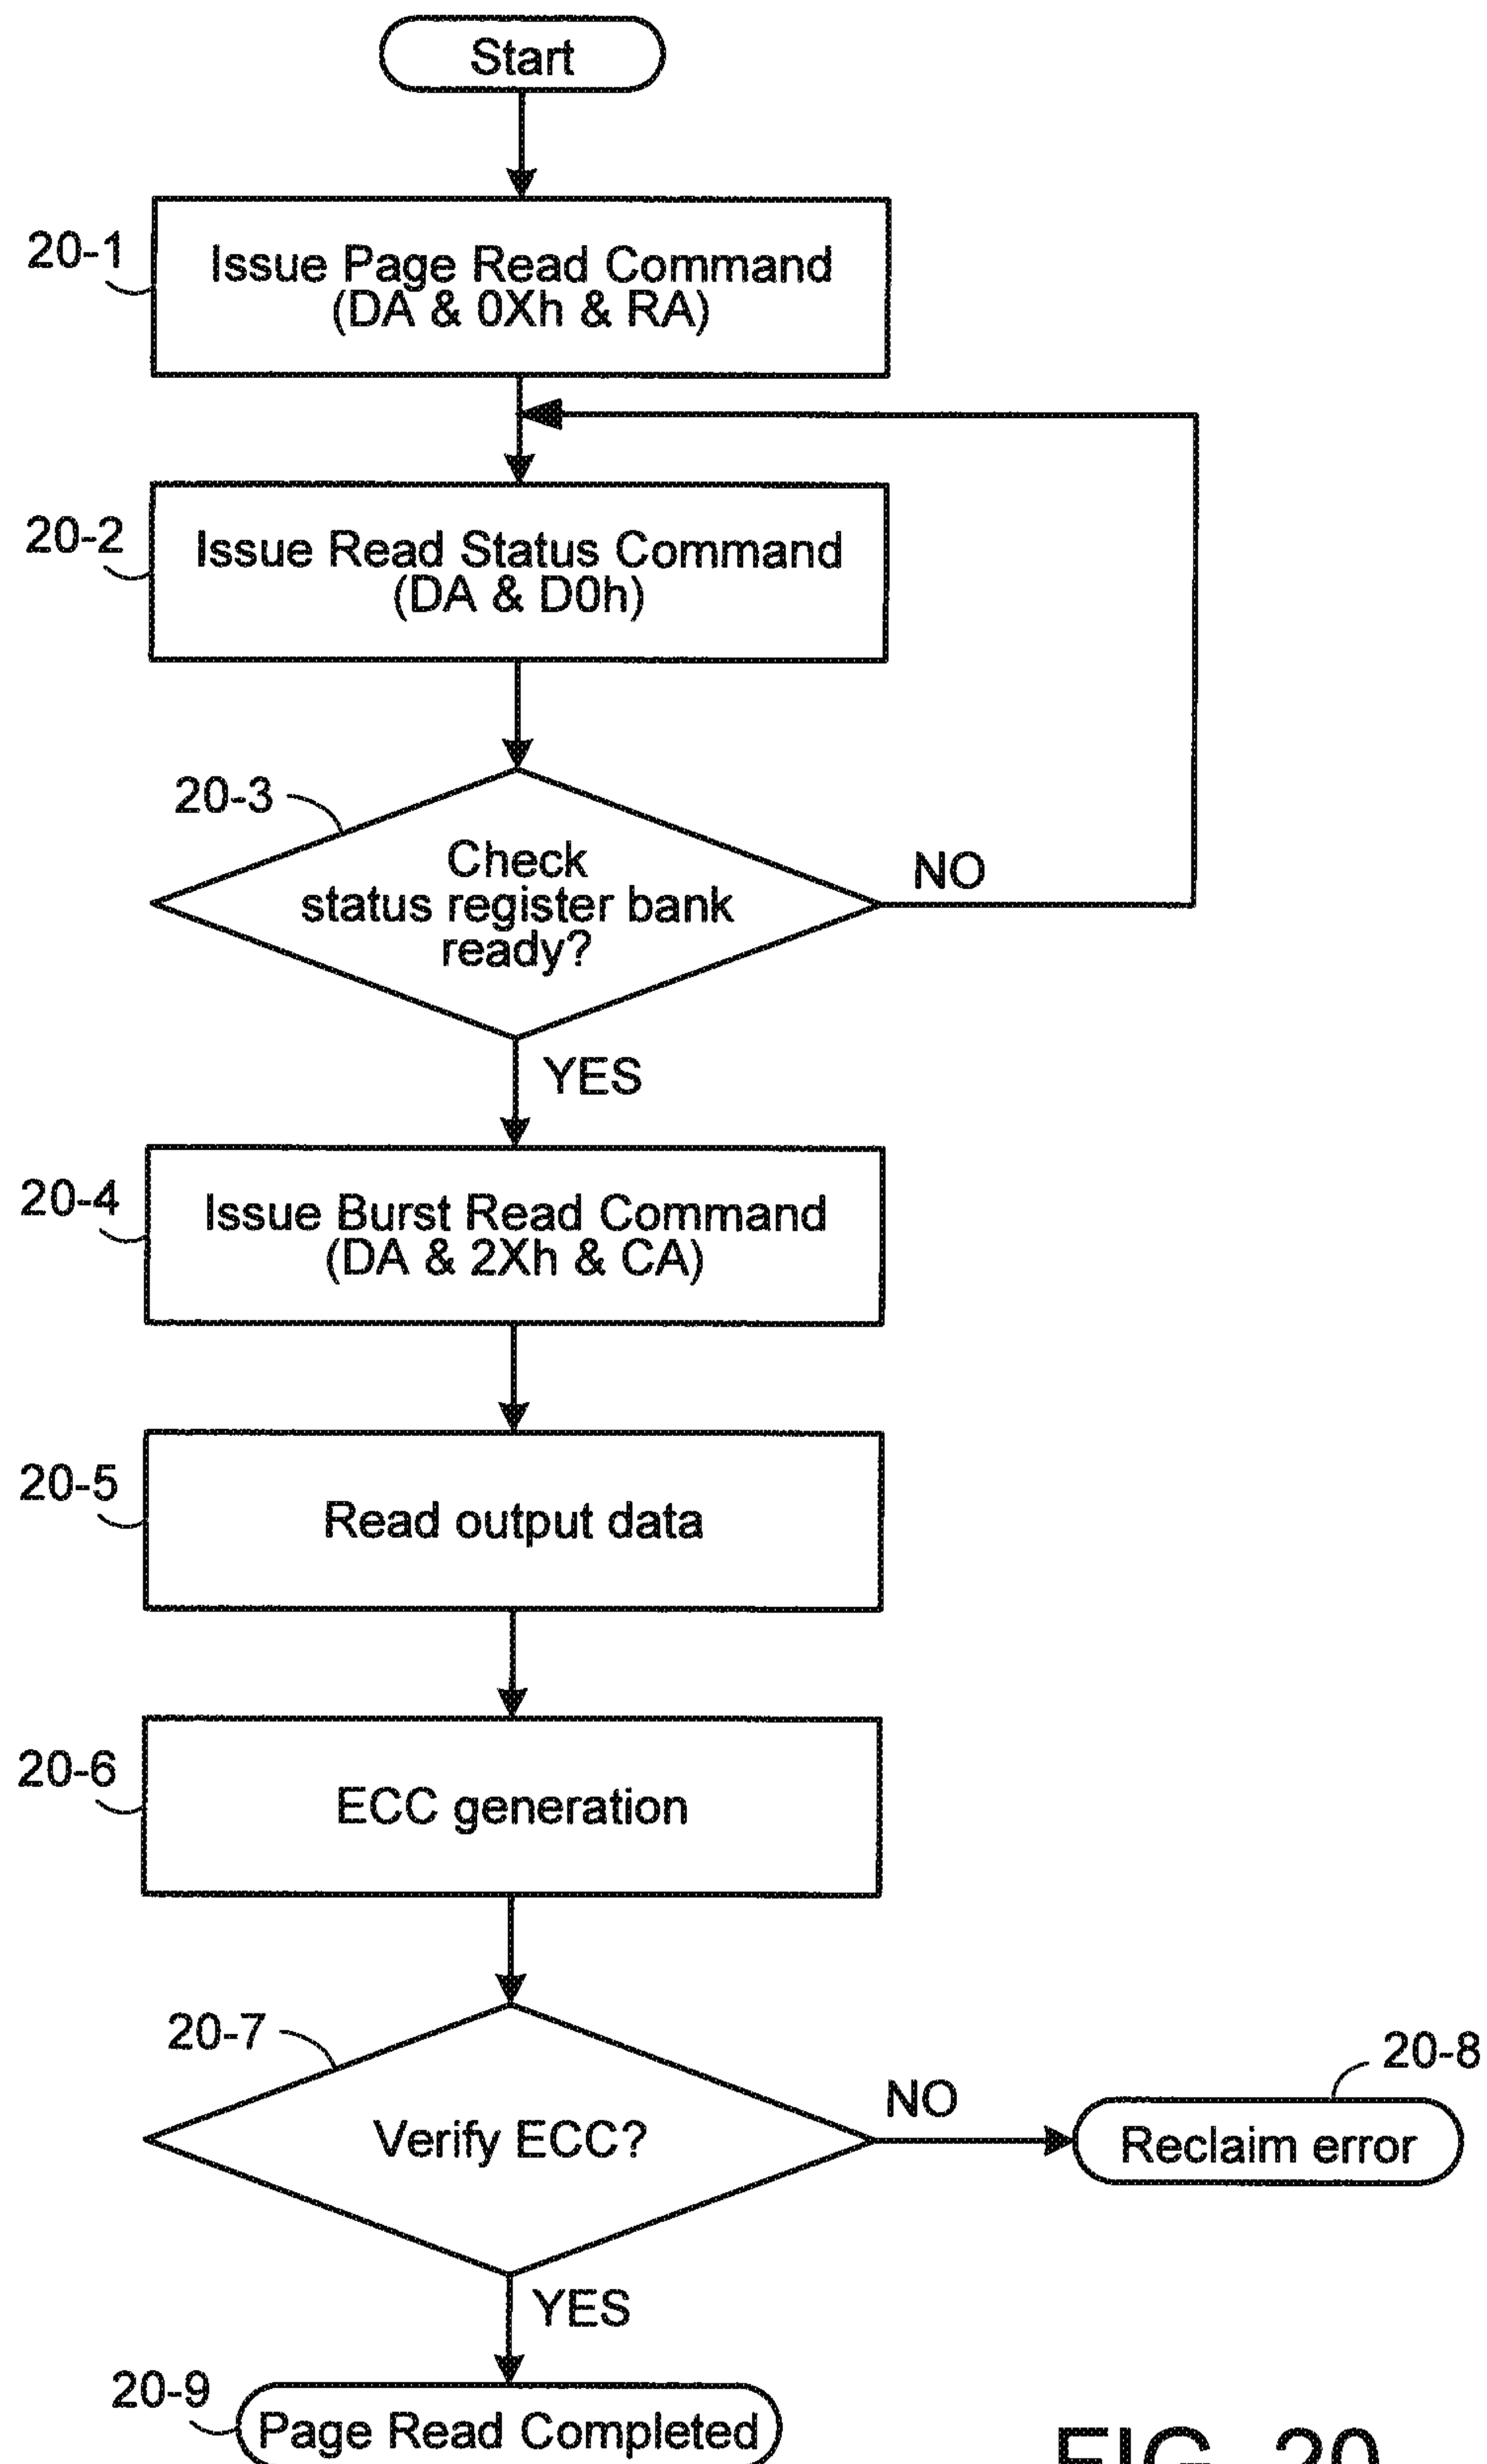 Start
20-1
Issue Page Read Command
(DA & 0Xh & RA)
20-2
Issue Read Status Command
(DA & D0h)
20-3
Check
status register bank
ready?
NO
YES
20-4
Issue Burst Read Command
(DA & 2Xh & CA)
20-5
Read output data
20-6
ECC generation
20-7
Verify ECC?
NO
20-8
Reclaim error
YES
20-9
Page Read Completed
FIG. 20